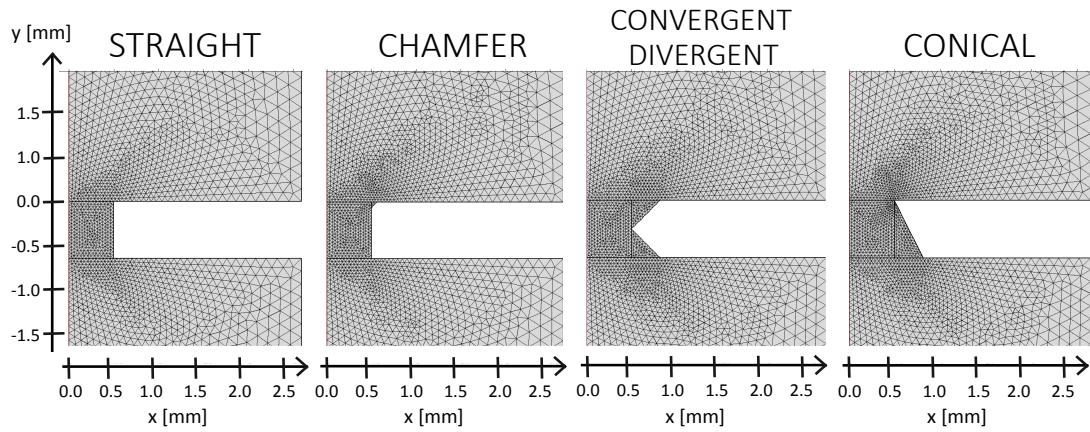 y [mm]
STRAIGHT
CHAMFER
CONVERGENT
DIVERGENT
CONICAL
1.5
1.0
0.0
-0.5
-1.0
-1.5
0.0 0.5 1.0 1.5 2.0 2.5
x [mm]
0.0 0.5 1.0 1.5 2.0 2.5
x [mm]
0.0 0.5 1.0 1.5 2.0 2.5
x [mm]
0.0 0.5 1.0 1.5 2.0 2.5
x [mm]